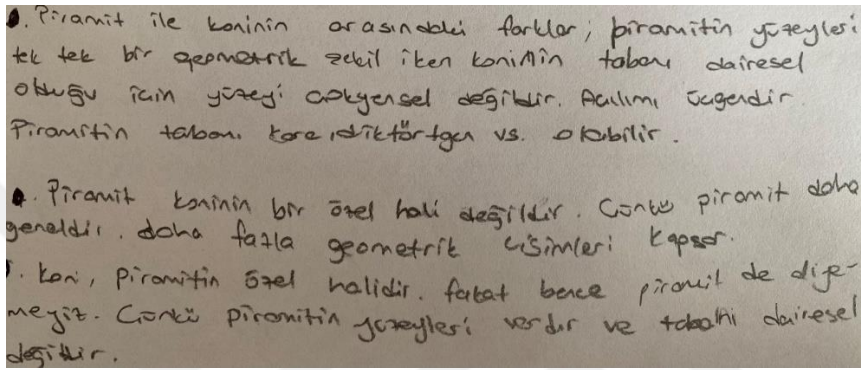 . Piramit ile koninin arasındaki farklar; piramitin yüzeyleri
tek tek bir geometrik şekil iken koninin tabanı dairesel
olduğu için yüzeyi çokgensel değildir. Açılımı üçgendir.
Piramitin tabanı kare, diktörtgen vs. olabilir.
. Piramit koninin bir özel hali değildir. Çünkü piramit daha
geneldir. daha fazla geometrik cisimleri kapsar.
. koni, piramitin özel halidir. fakat bence piramit de diye-
meyiz. Çünkü piramitin yüzeyleri vardır ve tabanı dairesel
değildir.